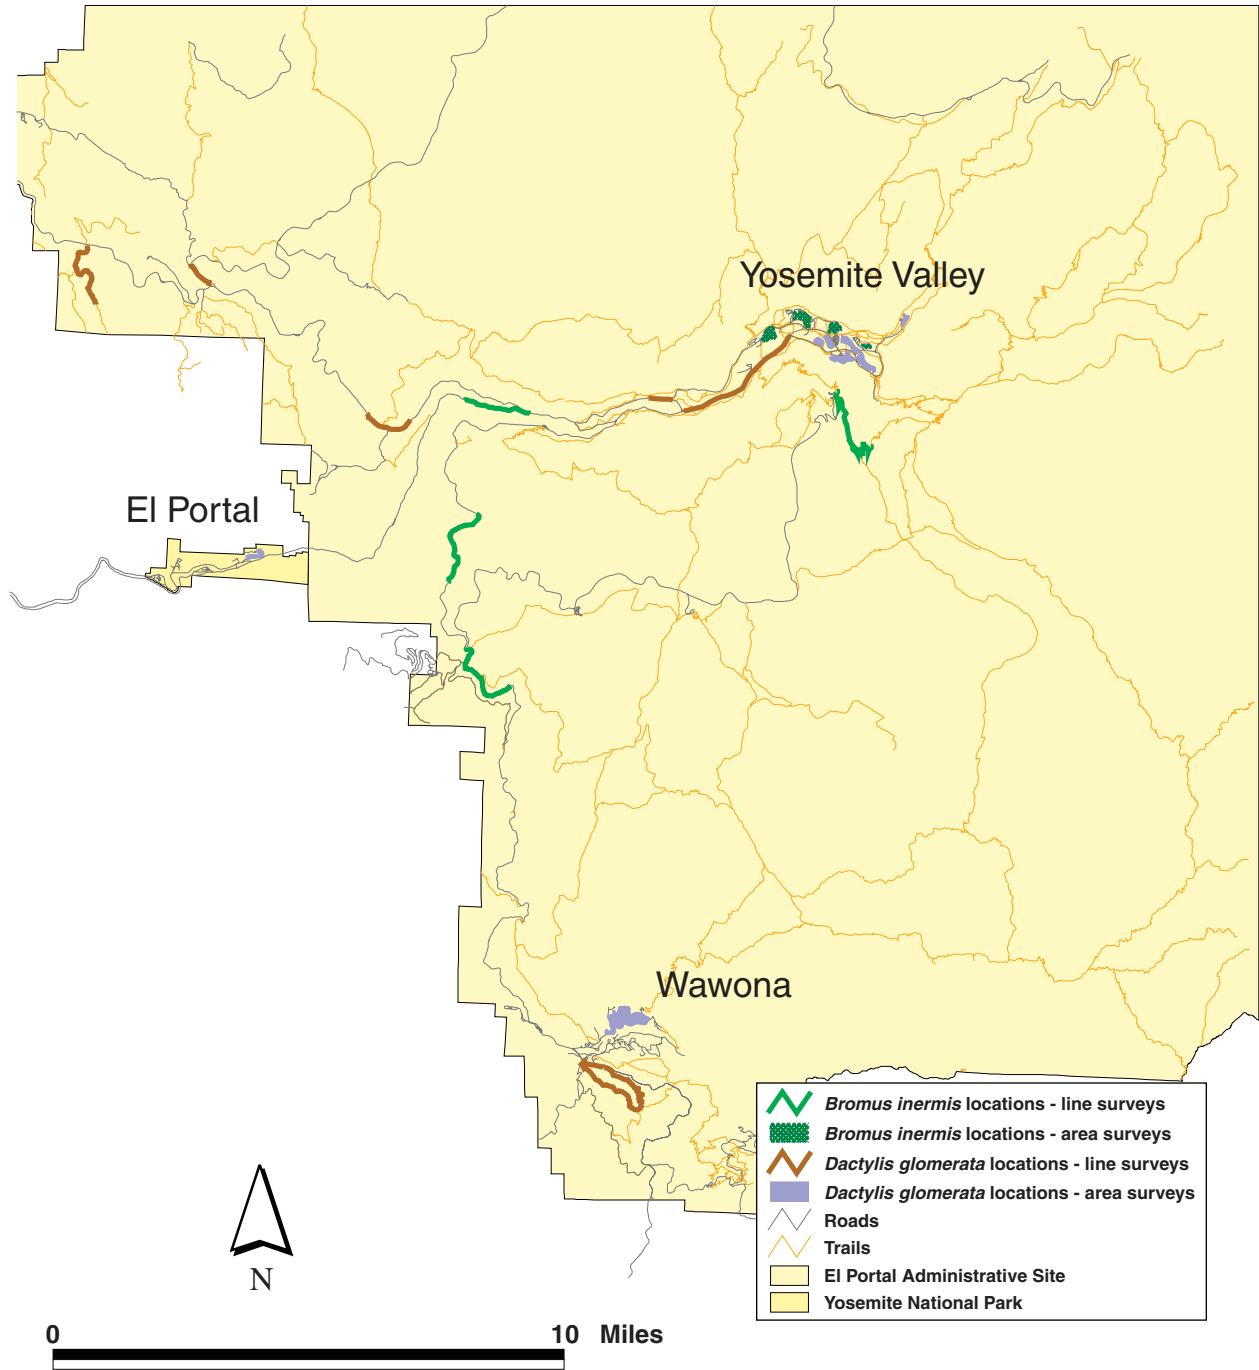 Yosemite Valley
El Portal
Wawona
Bromus inermis locations - line surveys
Bromus inermis locations - area surveys
Dactylis glomerata locations - line surveys
Dactylis glomerata locations - area surveys
Roads
Trails
El Portal Administrative Site
Yosemite National Park
N
0 10 Miles